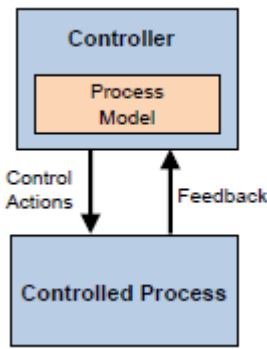 Controller
Process
Model
Control
Actions
Feedback
Controlled Process